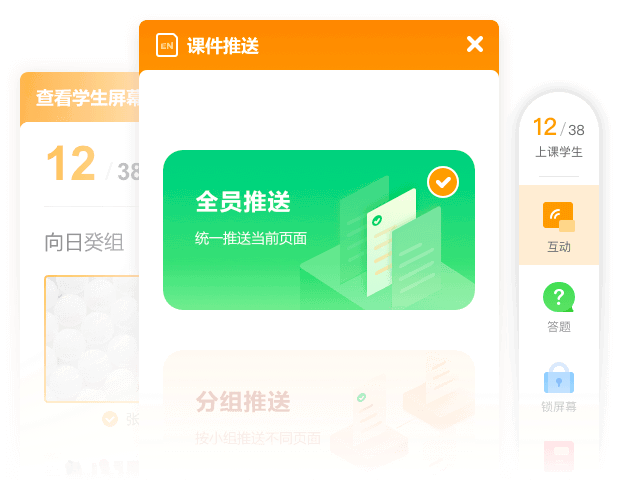 课件推送
查看学生屏幕
12/38
向日葵组
张
全员推送
统一推送当前页面
分组推送
按小组推送不同页面
12/38
上课学生
互动
答题
锁屏幕